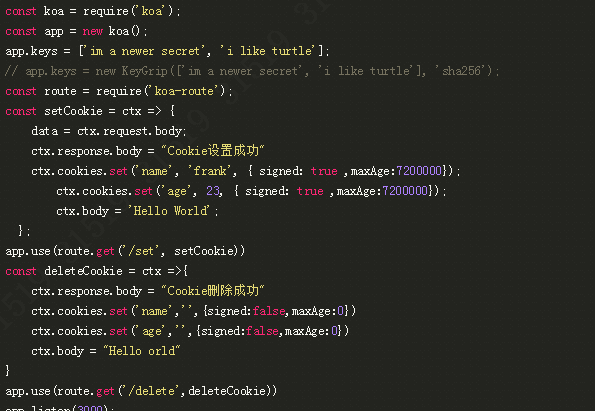 const koa = require('koa');
const app = new koa();
app.keys = ['im a newer secret', 'i like turtle'];
// app.keys = new KeyGrip(['im a newer secret', 'i like turtle'], 'sha256');
const route = require('koa-route');
const setCookie = ctx => {
    data = ctx.request.body;
    ctx.response.body = "Cookie设置成功"
    ctx.cookies.set('name', 'frank', { signed: true ,maxAge:7200000});
        ctx.cookies.set('age', 23, { signed: true ,maxAge:7200000});
        ctx.body = 'Hello World';
  };
app.use(route.get('/set', setCookie))
const deleteCookie = ctx =>{
    ctx.response.body = "Cookie删除成功"
    ctx.cookies.set('name','',{signed:false,maxAge:0})
    ctx.cookies.set('age','',{signed:false,maxAge:0})
    ctx.body = "Hello orld"
}
app.use(route.get('/delete',deleteCookie))
app.listen(3000);